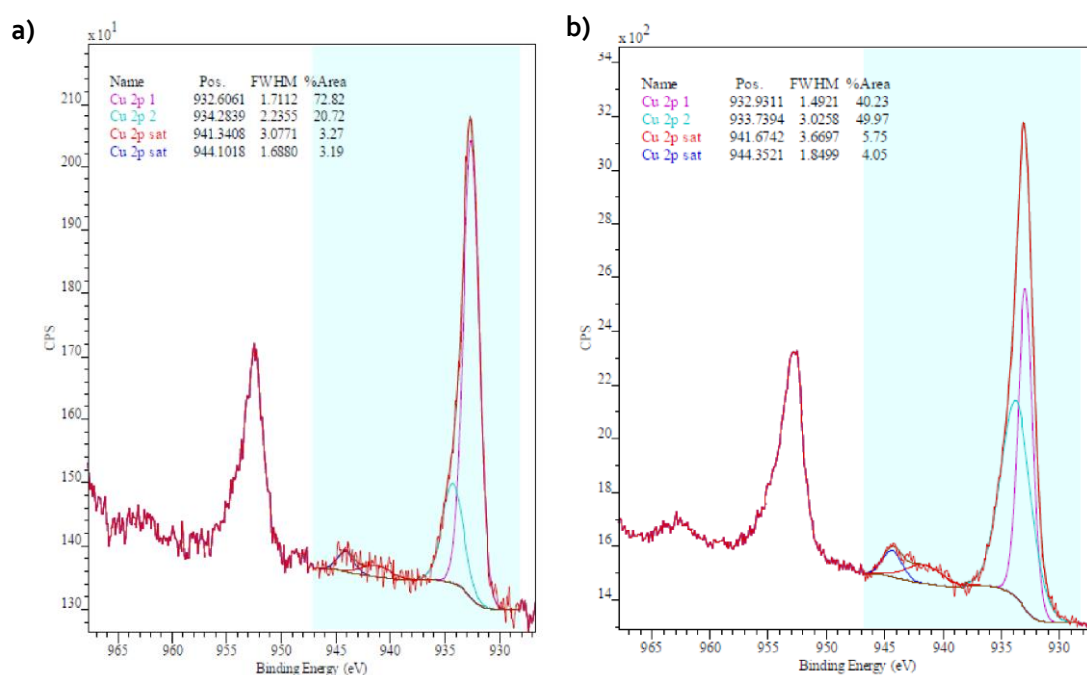 a)
x 10^1
Name Pos. FWHM %Area
Cu 2p 1 932.6061 1.7112 72.82
Cu 2p 2 934.2839 2.2355 20.72
Cu 2p sat 941.3408 3.0771 3.27
Cu 2p sat 944.1018 1.6880 3.19
210
200
190
180
170
160
150
140
130
CPS
965 960 955 950 945 940 935 930
Binding Energy (eV)
b)
x 10^2
Name Pos. FWHM %Area
Cu 2p 1 932.9311 1.4921 40.23
Cu 2p 2 933.7394 3.0258 49.97
Cu 2p sat 941.6742 3.6697 5.75
Cu 2p sat 944.3521 1.8499 4.05
34
32
30
28
26
24
22
20
18
16
14
CPS
965 960 955 950 945 940 935 930
Binding Energy (eV)